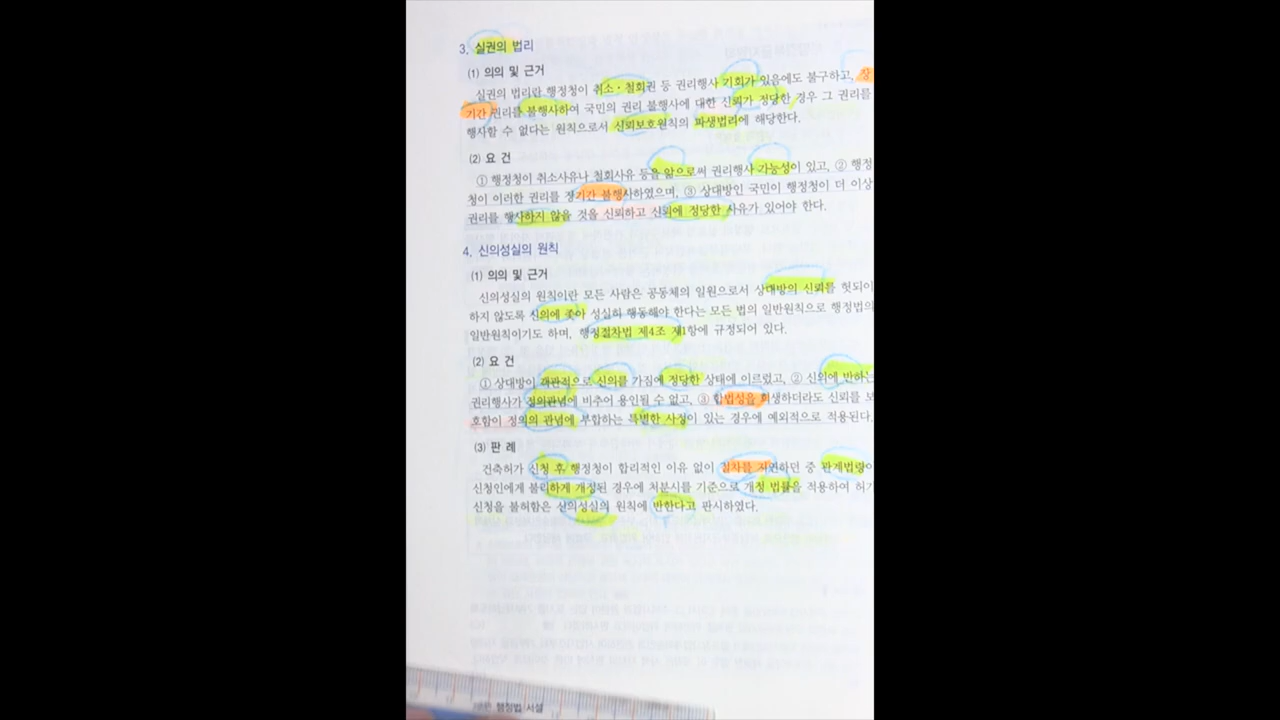 3. 실권의 법리
(1) 의의 및 근거
실권의 법리란 행정청이 취소·철회권 등 권리행사 기회가 있음에도 불구하고, 장
기간 권리를 불행사하여 국민의 권리 불행사에 대한 신뢰가 정당한 경우 그 권리를
행사할 수 없다는 원칙으로서 신뢰보호원칙의 파생법리에 해당한다.
(2) 요 건
① 행정청이 취소사유나 철회사유 등을 앎으로써 권리행사 가능성이 있고, ② 행정
청이 이러한 권리를 장기간 불행사하였으며, ③ 상대방인 국민이 행정청이 더 이상
권리를 행사하지 않을 것을 신뢰하고 신뢰에 정당한 사유가 있어야 한다.
4. 신의성실의 원칙
(1) 의의 및 근거
신의성실의 원칙이란 모든 사람은 공동체의 일원으로서 상대방의 신뢰를 헛되이
하지 않도록 신의에 좇아 성실히 행동해야 한다는 모든 법의 일반원칙으로 행정법의
일반원칙이기도 하며, 행정절차법 제4조 제1항에 규정되어 있다.
(2) 요 건
① 상대방이 객관적으로 신의를 가짐에 정당한 상태에 이르렀고, ② 신의에 반하는
권리행사가 정의관념에 비추어 용인될 수 없고, ③ 합법성을 희생하더라도 신뢰를 보
호함이 정의의 관념에 부합하는 특별한 사정이 있는 경우에 예외적으로 적용된다.
(3) 판 례
건축허가 신청 후 행정청이 합리적인 이유 없이 절차를 지연하던 중 관계법령이
신청인에게 불리하게 개정된 경우에 처분시를 기준으로 개정 법률을 적용하여 허가
신청을 불허함은 신의성실의 원칙에 반한다고 판시하였다.
행정법 서설